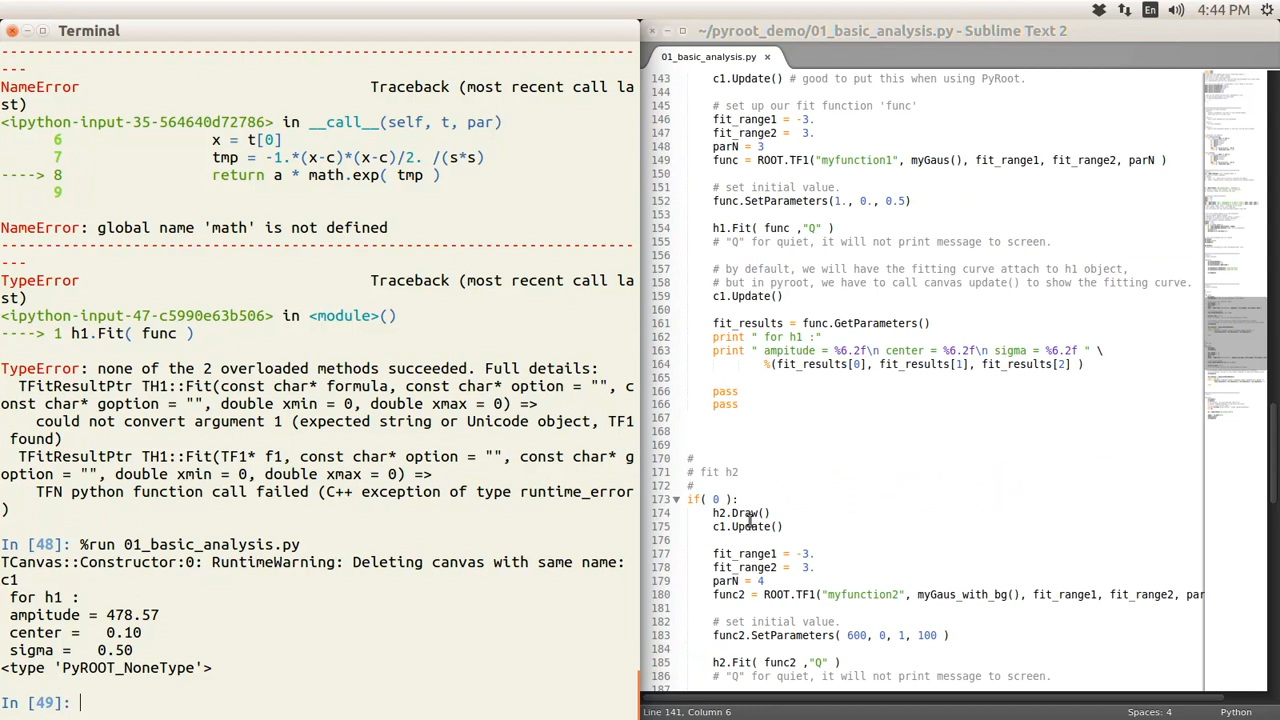 En
4:44 PM
Terminal
--------------------------------------------------------------------------------
---
NameError                                 Traceback (most recent call la
st)
<ipython-input-35-564640d72786> in __call__(self, t, par)
      6                 x = t[0]
      7                 tmp = -1.*(x-c)*(x-c)/2. /(s*s)
----> 8                 return a * math.exp( tmp )
      9
NameError: global name 'math' is not defined
--------------------------------------------------------------------------------
---
TypeError                                 Traceback (most recent call la
st)
<ipython-input-47-c5990e63b506> in <module>()
----> 1 h1.Fit( func )
TypeError: none of the 2 overloaded methods succeeded. Full details:
  TFitResultPtr TH1::Fit(const char* formula, const char* option = "", c
onst char* goption = "", double xmin = 0, double xmax = 0) =>
    could not convert argument 1 (expected string or Unicode object, TF1
 found)
  TFitResultPtr TH1::Fit(TF1* f1, const char* option = "", const char* g
option = "", double xmin = 0, double xmax = 0) =>
    TFN python function call failed (C++ exception of type runtime_error
)
In [48]: %run 01_basic_analysis.py
TCanvas::Constructor:0: RuntimeWarning: Deleting canvas with same name:
c1
 for h1 :
 ampitude = 478.57
 center =   0.10
 sigma =   0.50
<type 'PyROOT_NoneType'>
In [49]:
~/pyroot_demo/01_basic_analysis.py - Sublime Text 2
01_basic_analysis.py
143     c1.Update() # good to put this when using PyRoot.
144
145     # set up our fit function 'func'
146     fit_range1 = -3.
147     fit_range2 =  3.
148     parN = 3
149     func = ROOT.TF1("myfunction1", myGaus(), fit_range1, fit_range2, parN )
150
151     # set initial value.
152     func.SetParameters(1., 0., 0.5)
153
154     h1.Fit( func ,"Q" )
155     # "Q" for quiet, it will not print message to screen.
156
157     # by default, we will have the fitting curve attach to h1 object,
158     # but in pyroot, we have to call canvas update() to show the fitting curve.
159     c1.Update()
160
161     fit_results = func.GetParameters()
162     print " for h1 :"
163     print " ampitude = %6.2f\n center = %6.2f\n sigma = %6.2f " \
164           %(fit_results[0], fit_results[1], fit_results[2] )
165
166     pass
166     pass
167
168
169
170 #
171 # fit h2
172 #
173 if( 0 ):
174     h2.Draw()
175     c1.Update()
176
177     fit_range1 = -3.
178     fit_range2 =  3.
179     parN = 4
180     func2 = ROOT.TF1("myfunction2", myGaus_with_bg(), fit_range1, fit_range2, par
181
182     # set initial value.
183     func2.SetParameters( 600, 0, 1, 100 )
184
185     h2.Fit( func2 ,"Q" )
186     # "Q" for quiet, it will not print message to screen.
187
Line 141, Column 6
Spaces: 4
Python